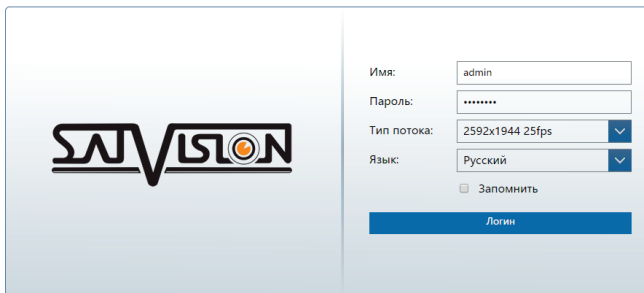 SATVISION
Имя: admin
Пароль: ••••••••
Тип потока: 2592x1944 25fps
Язык: Русский
Запомнить
Логин